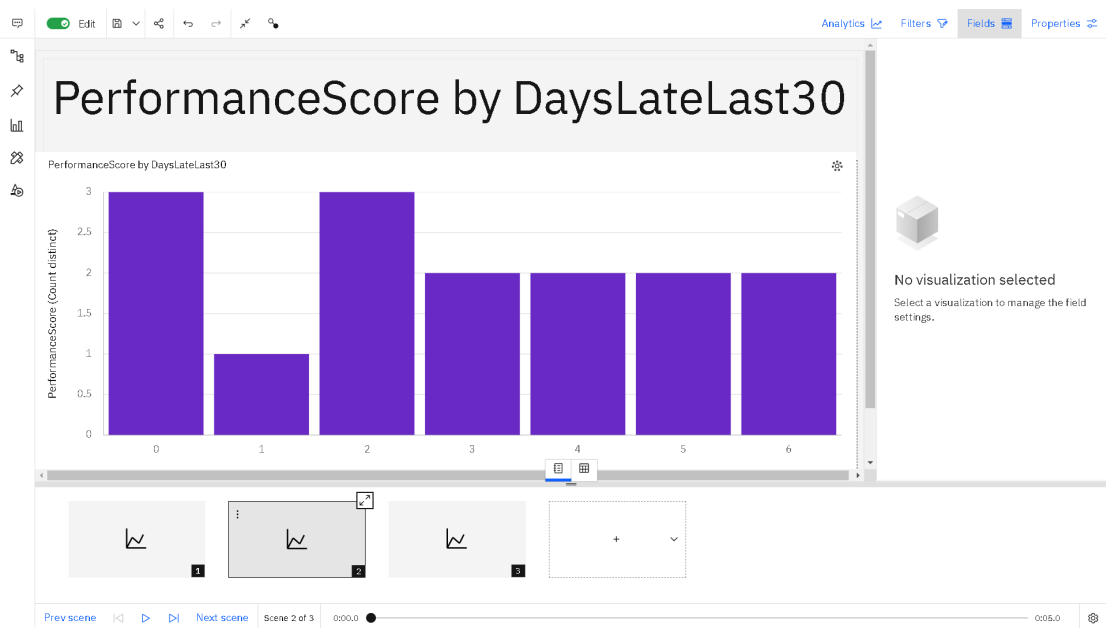 Edit
Analytics
Filters
Fields
Properties
PerformanceScore by DaysLateLast30
PerformanceScore by DaysLateLast30
PerformanceScore (Count distinct)
3
2.5
2
1.5
1
0.5
0
0 1 2 3 4 5 6
No visualization selected
Select a visualization to manage the field
settings.
1
2
3
+
Prev scene
Next scene
Scene 2 of 3
0:00.0
0:05.0